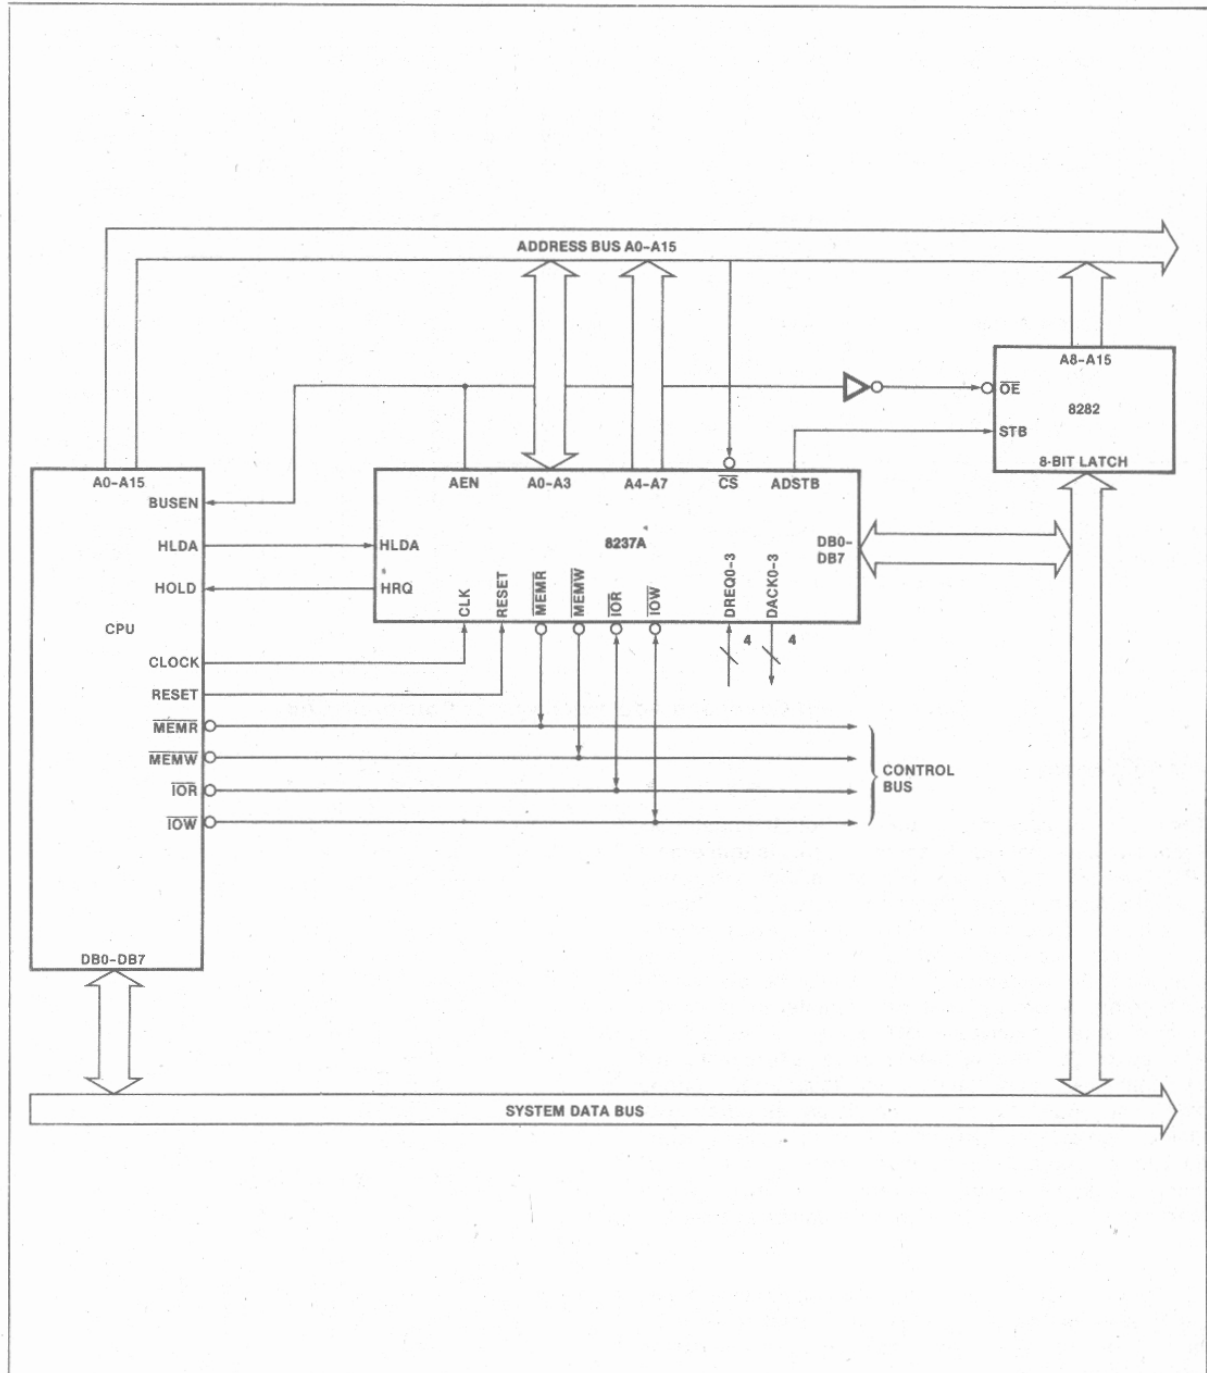 ADDRESS BUS A0-A15
A8-A15
OE
8282
STB
8-BIT LATCH
A0-A15
BUSEN
HLDA
HOLD
CPU
CLOCK
RESET
MEMR
MEMW
IOR
IOW
DB0-DB7
AEN
A0-A3
A4-A7
CS
ADSTB
HLDA
8237A
DB0-
DB7
HRQ
CLK
RESET
MEMR
MEMW
IOR
IOW
DREQ0-3
DACK0-3
4
4
CONTROL
BUS
SYSTEM DATA BUS